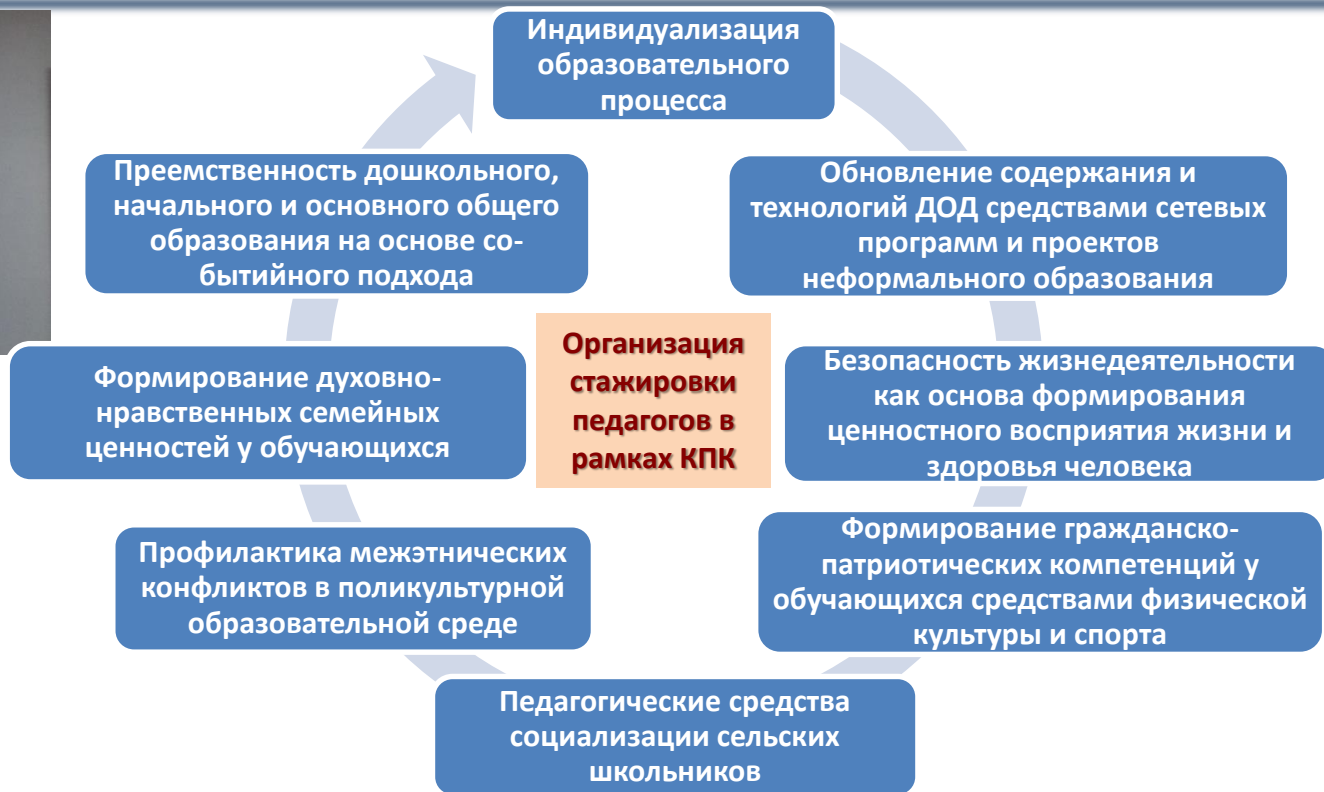 Индивидуализация
образовательного
процесса
Обновление содержания и
технологий ДОД средствами сетевых
программ и проектов
неформального образования
Безопасность жизнедеятельности
как основа формирования
ценностного восприятия жизни и
здоровья человека
Формирование гражданско-
патриотических компетенций у
обучающихся средствами физической
культуры и спорта
Педагогические средства
социализации сельских
школьников
Профилактика межэтнических
конфликтов в поликультурной
образовательной среде
Формирование духовно-
нравственных семейных
ценностей у обучающихся
Преемственность дошкольного,
начального и основного общего
образования на основе со-
бытийного подхода
Организация
стажировки
педагогов в
рамках КПК